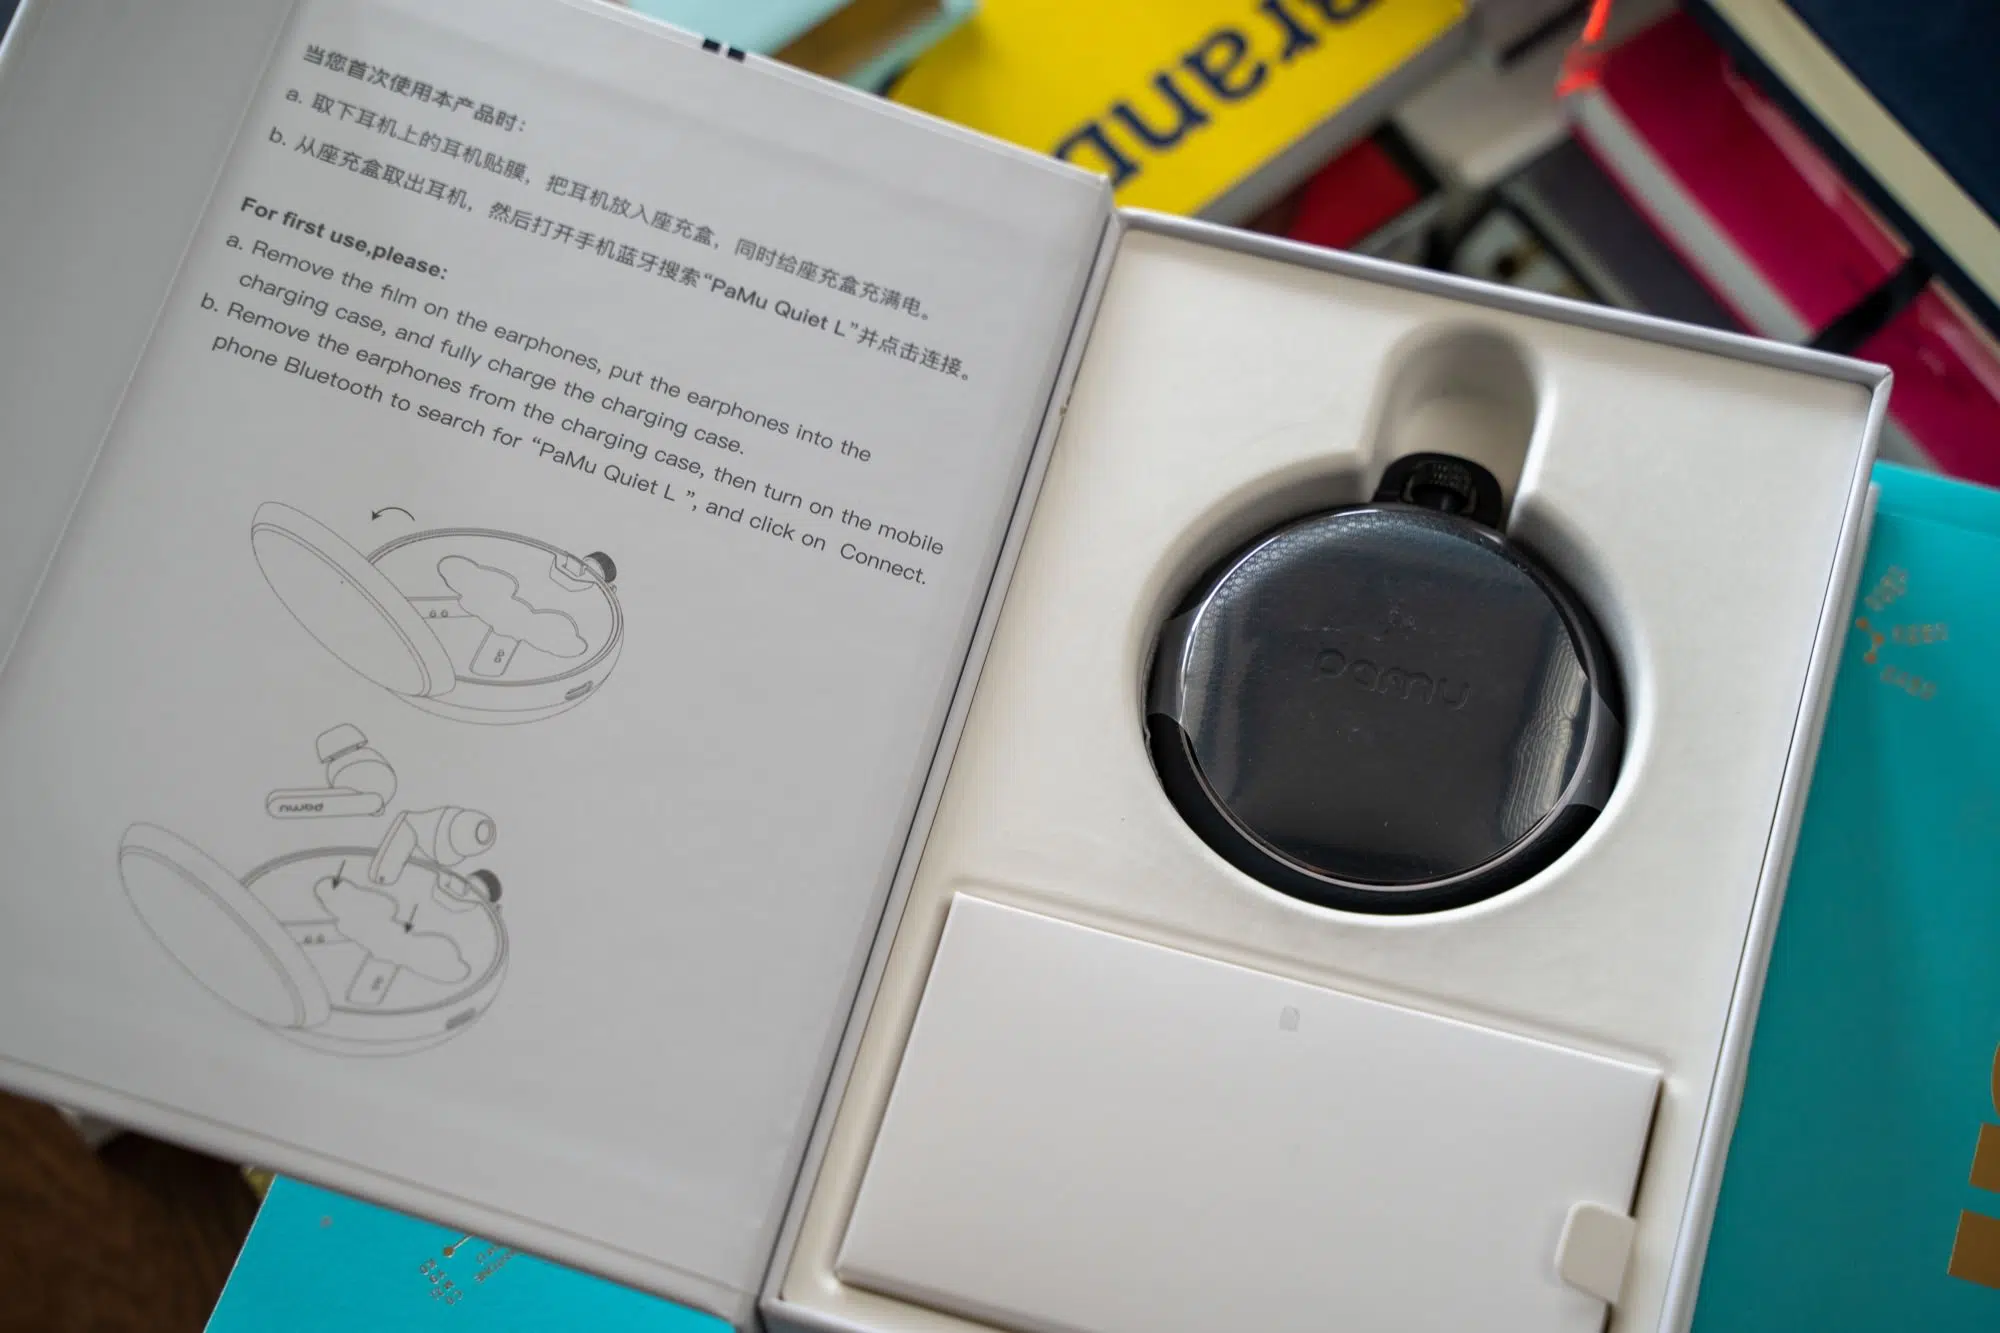 当您首次使用本产品时：
a. 取下耳机上的耳机贴膜，把耳机放入座充盒，同时给座充盒充满电。
b. 从座充盒取出耳机，然后打开手机蓝牙搜索“PaMu Quiet L”并点击连接。
For first use,please:
a. Remove the film on the earphones, put the earphones into the
charging case, and fully charge the charging case.
b. Remove the earphones from the charging case, then turn on the mobile
phone Bluetooth to search for “PaMu Quiet L ”, and click on Connect.
pamu
pamu
Brand